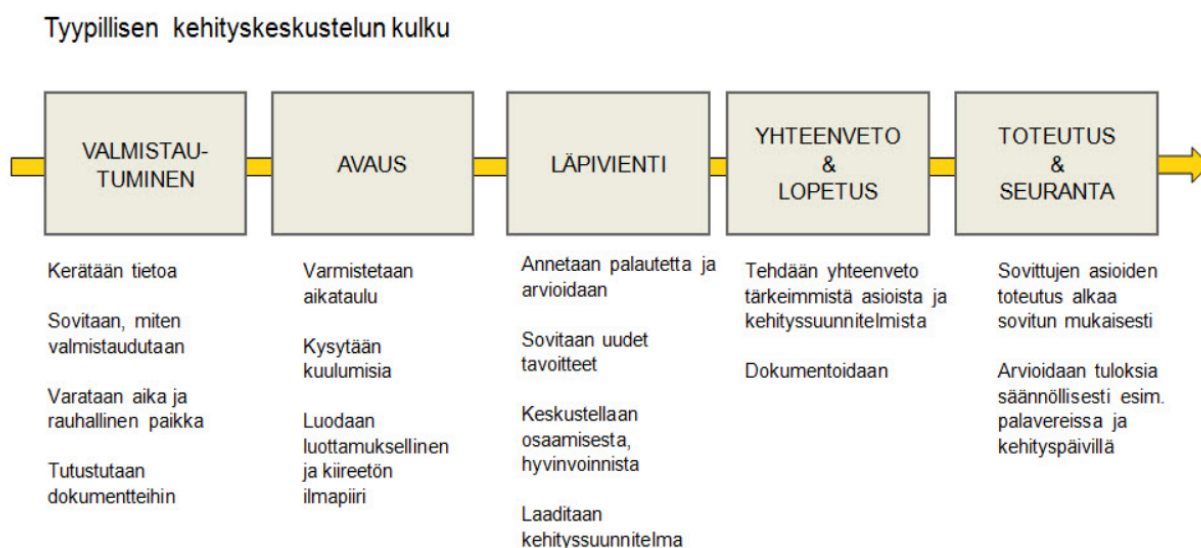 Tyypillisen kehityskeskustelun kulku
VALMISTAU-
TUMINEN
Kerätään tietoa
Sovitaan, miten
valmistaudutaan
Varataan aika ja
rauhallinen paikka
Tutustutaan
dokumentteihin
AVAUS
Varmistetaan
aikataulu
Kysytään
kuulumisia
Luodaan
luottamuksellinen
ja kiireetön
ilmapiiri
LÄPIVIENTI
Annetaan palautetta ja
arvioidaan
Sovitaan uudet
tavoitteet
Keskustellaan
osaamisesta,
hyvinvoinnista
Laaditaan
kehityssuunnitelma
YHTEENVETO
&
LOPETUS
Tehdään yhteenveto
tärkeimmistä asioista ja
kehityssuunnitelmista
Dokumentoidaan
TOTEUTUS
&
SEURANTA
Sovittujen asioiden
toteutus alkaa
sovitun mukaisesti
Arvioidaan tuloksia
säännöllisesti esim.
palavereissa ja
kehityspäivillä